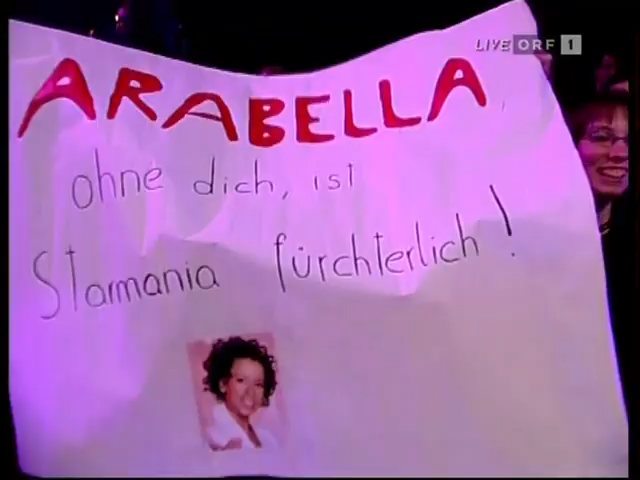 LIVE ORF 1
ARABELLA
ohne dich, ist
Starmania fürchterlich!